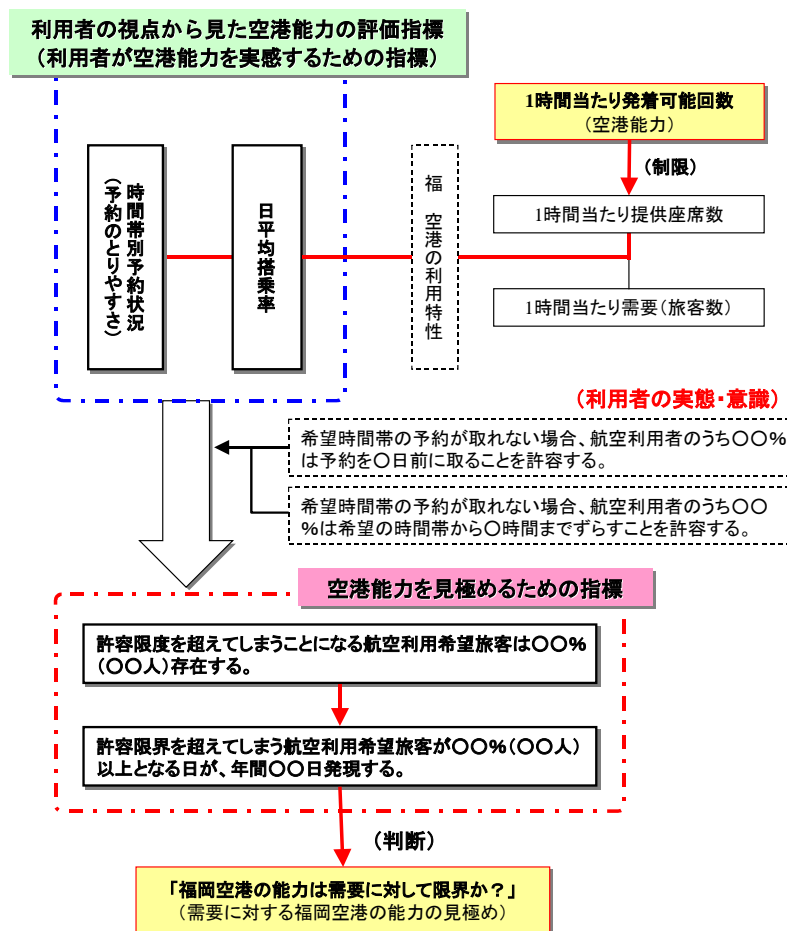 利用者の視点から見た空港能力の評価指標
(利用者が空港能力を実感するための指標)
1時間当たり発着可能回数
(空港能力)
(制限)
時間帯別予約状況
(予約のとりやすさ)
日平均搭乗率
福 空港の利用特性
1時間当たり提供座席数
1時間当たり需要(旅客数)
(利用者の実態・意識)
希望時間帯の予約が取れない場合、航空利用者のうち〇〇%
は予約を〇日前に取ることを許容する。
希望時間帯の予約が取れない場合、航空利用者のうち〇〇
%は希望の時間帯から〇時間までずらすことを許容する。
空港能力を見極めるための指標
許容限度を超えてしまうことになる航空利用希望旅客は〇〇%
(〇〇人)存在する。
許容限界を超えてしまう航空利用希望旅客が〇〇%(〇〇人)
以上となる日が、年間〇〇日発現する。
(判断)
「福岡空港の能力は需要に対して限界か?」
(需要に対する福岡空港の能力の見極め)